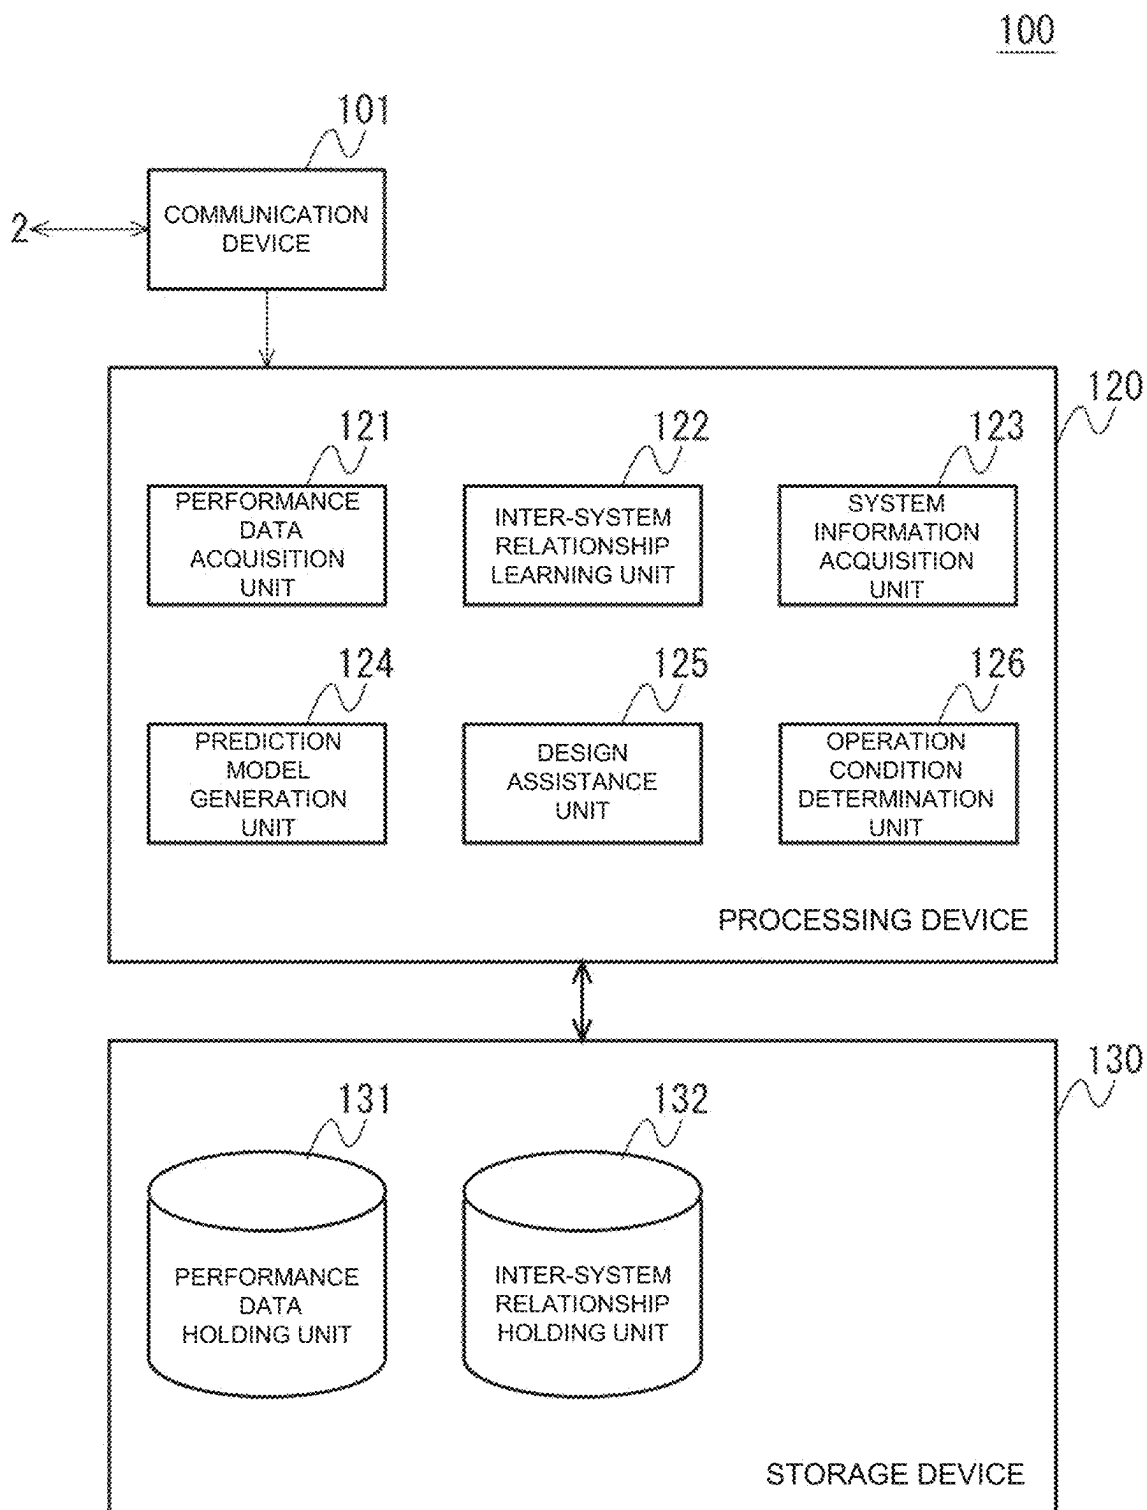 100
101
COMMUNICATION
DEVICE
2
120
121
122
123
PERFORMANCE
DATA
ACQUISITION
UNIT
INTER-SYSTEM
RELATIONSHIP
LEARNING UNIT
SYSTEM
INFORMATION
ACQUISITION
UNIT
124
125
126
PREDICTION
MODEL
GENERATION
UNIT
DESIGN
ASSISTANCE
UNIT
OPERATION
CONDITION
DETERMINATION
UNIT
PROCESSING DEVICE
130
131
132
PERFORMANCE
DATA
HOLDING UNIT
INTER-SYSTEM
RELATIONSHIP
HOLDING UNIT
STORAGE DEVICE